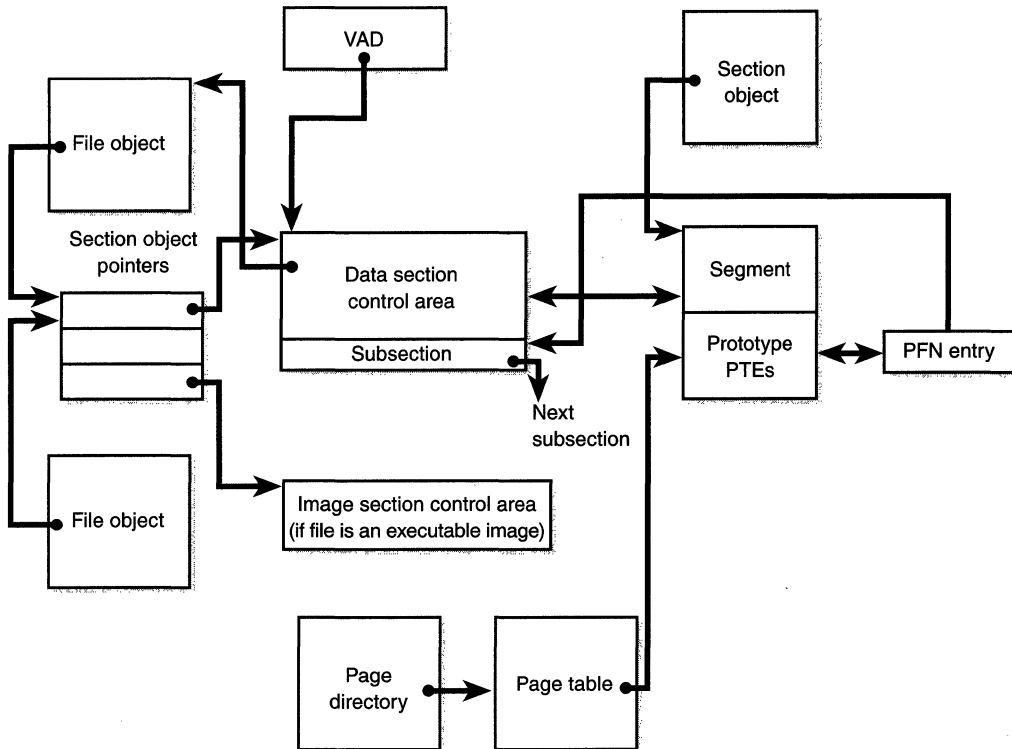 VAD
Section
object
File object
Section object
pointers
Data section
control area
Segment
Subsection
Prototype
PTEs
PFN entry
Next
subsection
File object
Image section control area
(if file is an executable image)
Page
directory
Page table